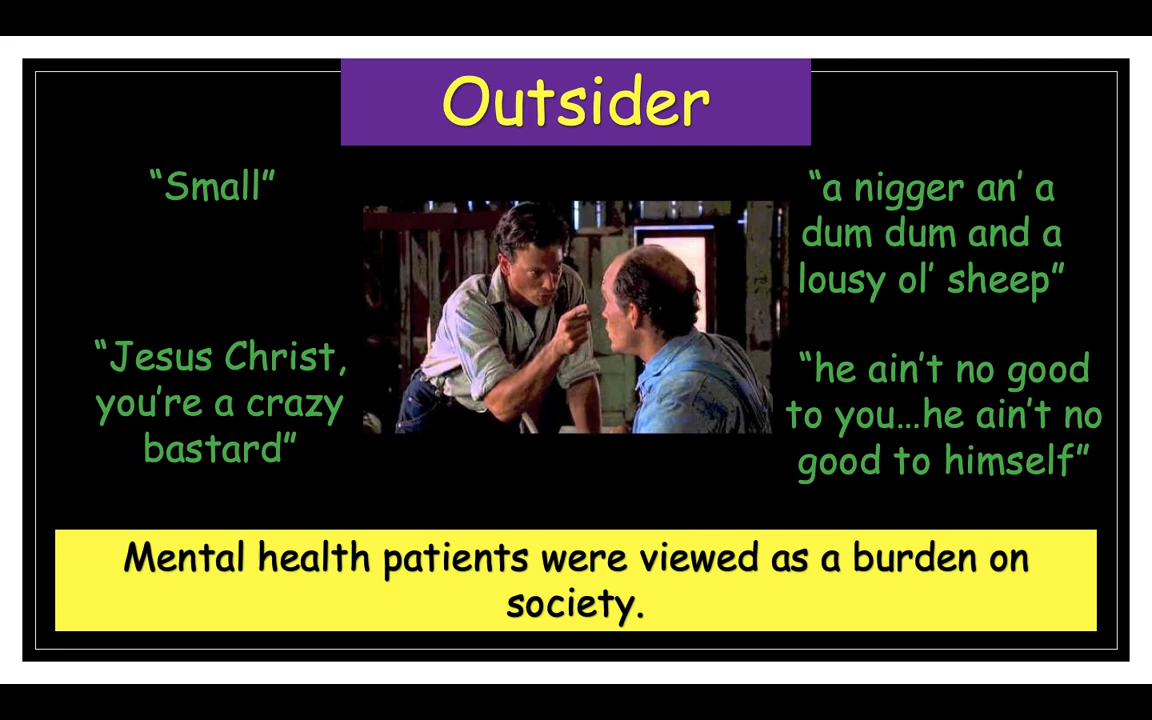 Outsider
“Small”
“Jesus Christ,
you’re a crazy
bastard”
“a nigger an’ a
dum dum and a
lousy ol’ sheep”
“he ain’t no good
to you…he ain’t no
good to himself”
Mental health patients were viewed as a burden on
society.